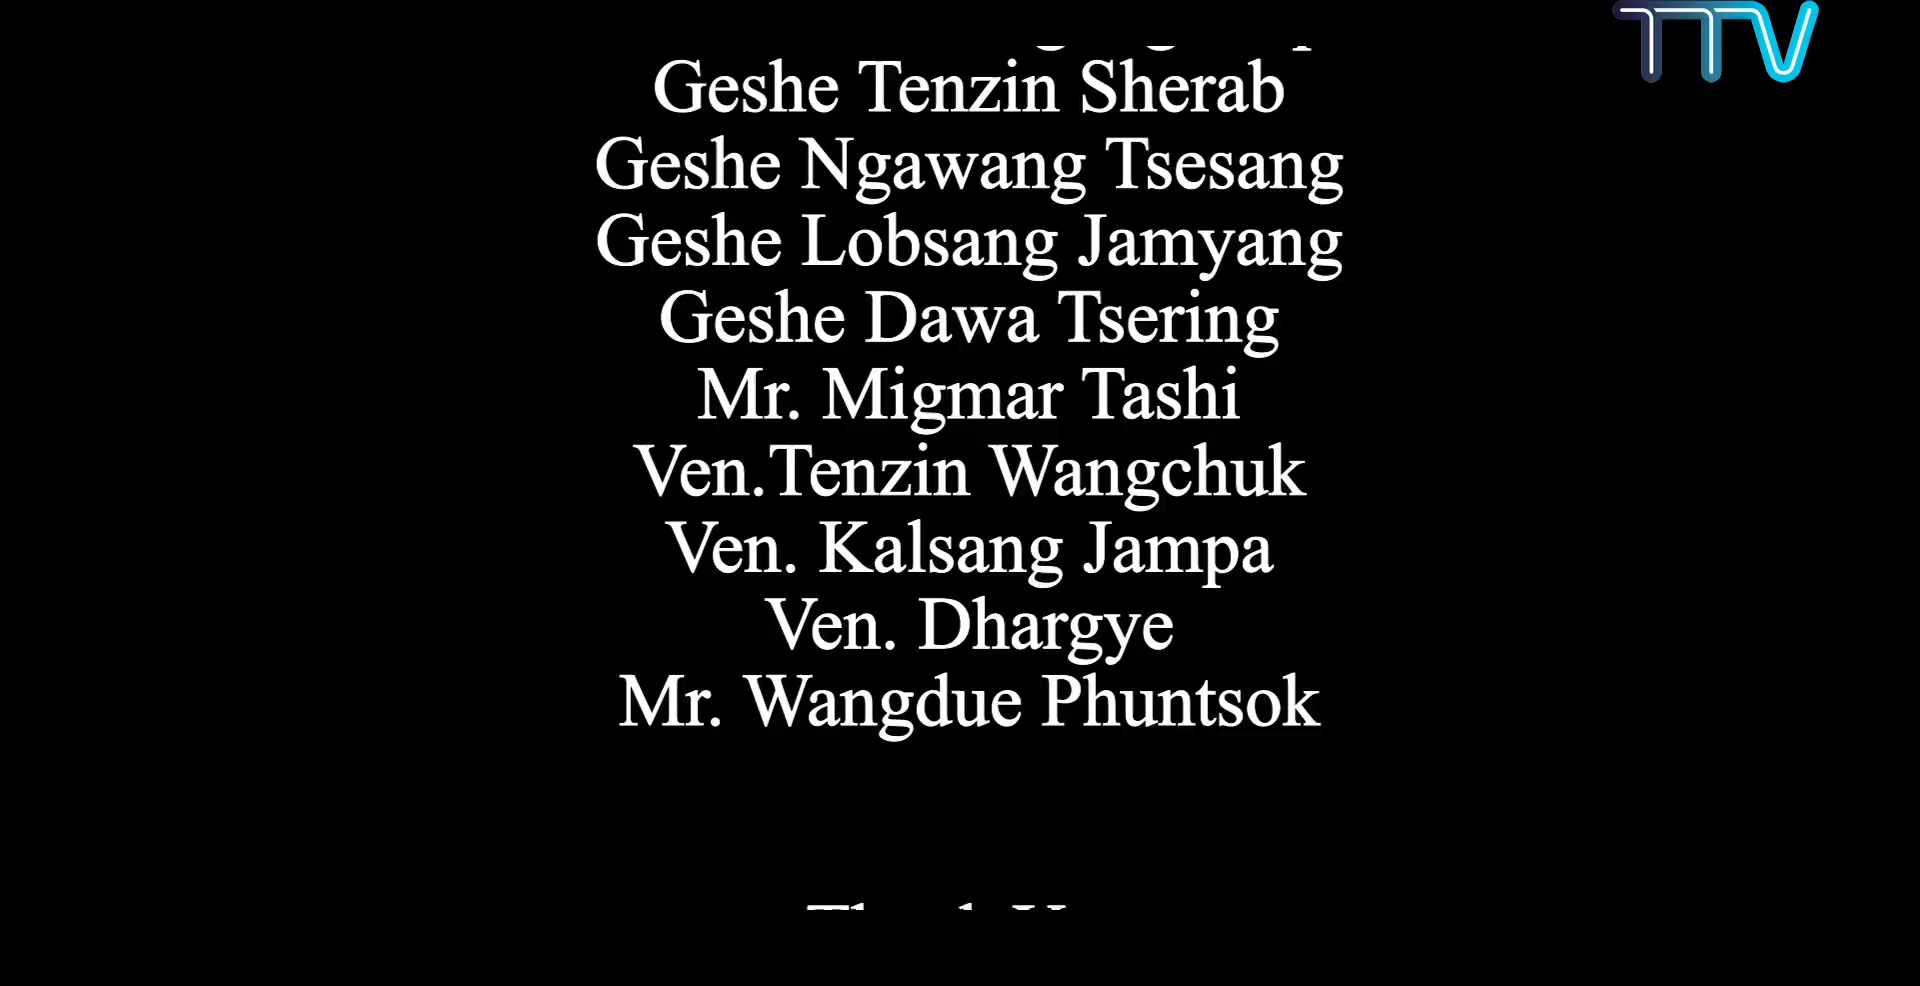 TTV
Geshe Tenzin Sherab
Geshe Ngawang Tsesang
Geshe Lobsang Jamyang
Geshe Dawa Tsering
Mr. Migmar Tashi
Ven.Tenzin Wangchuk
Ven. Kalsang Jampa
Ven. Dhargye
Mr. Wangdue Phuntsok